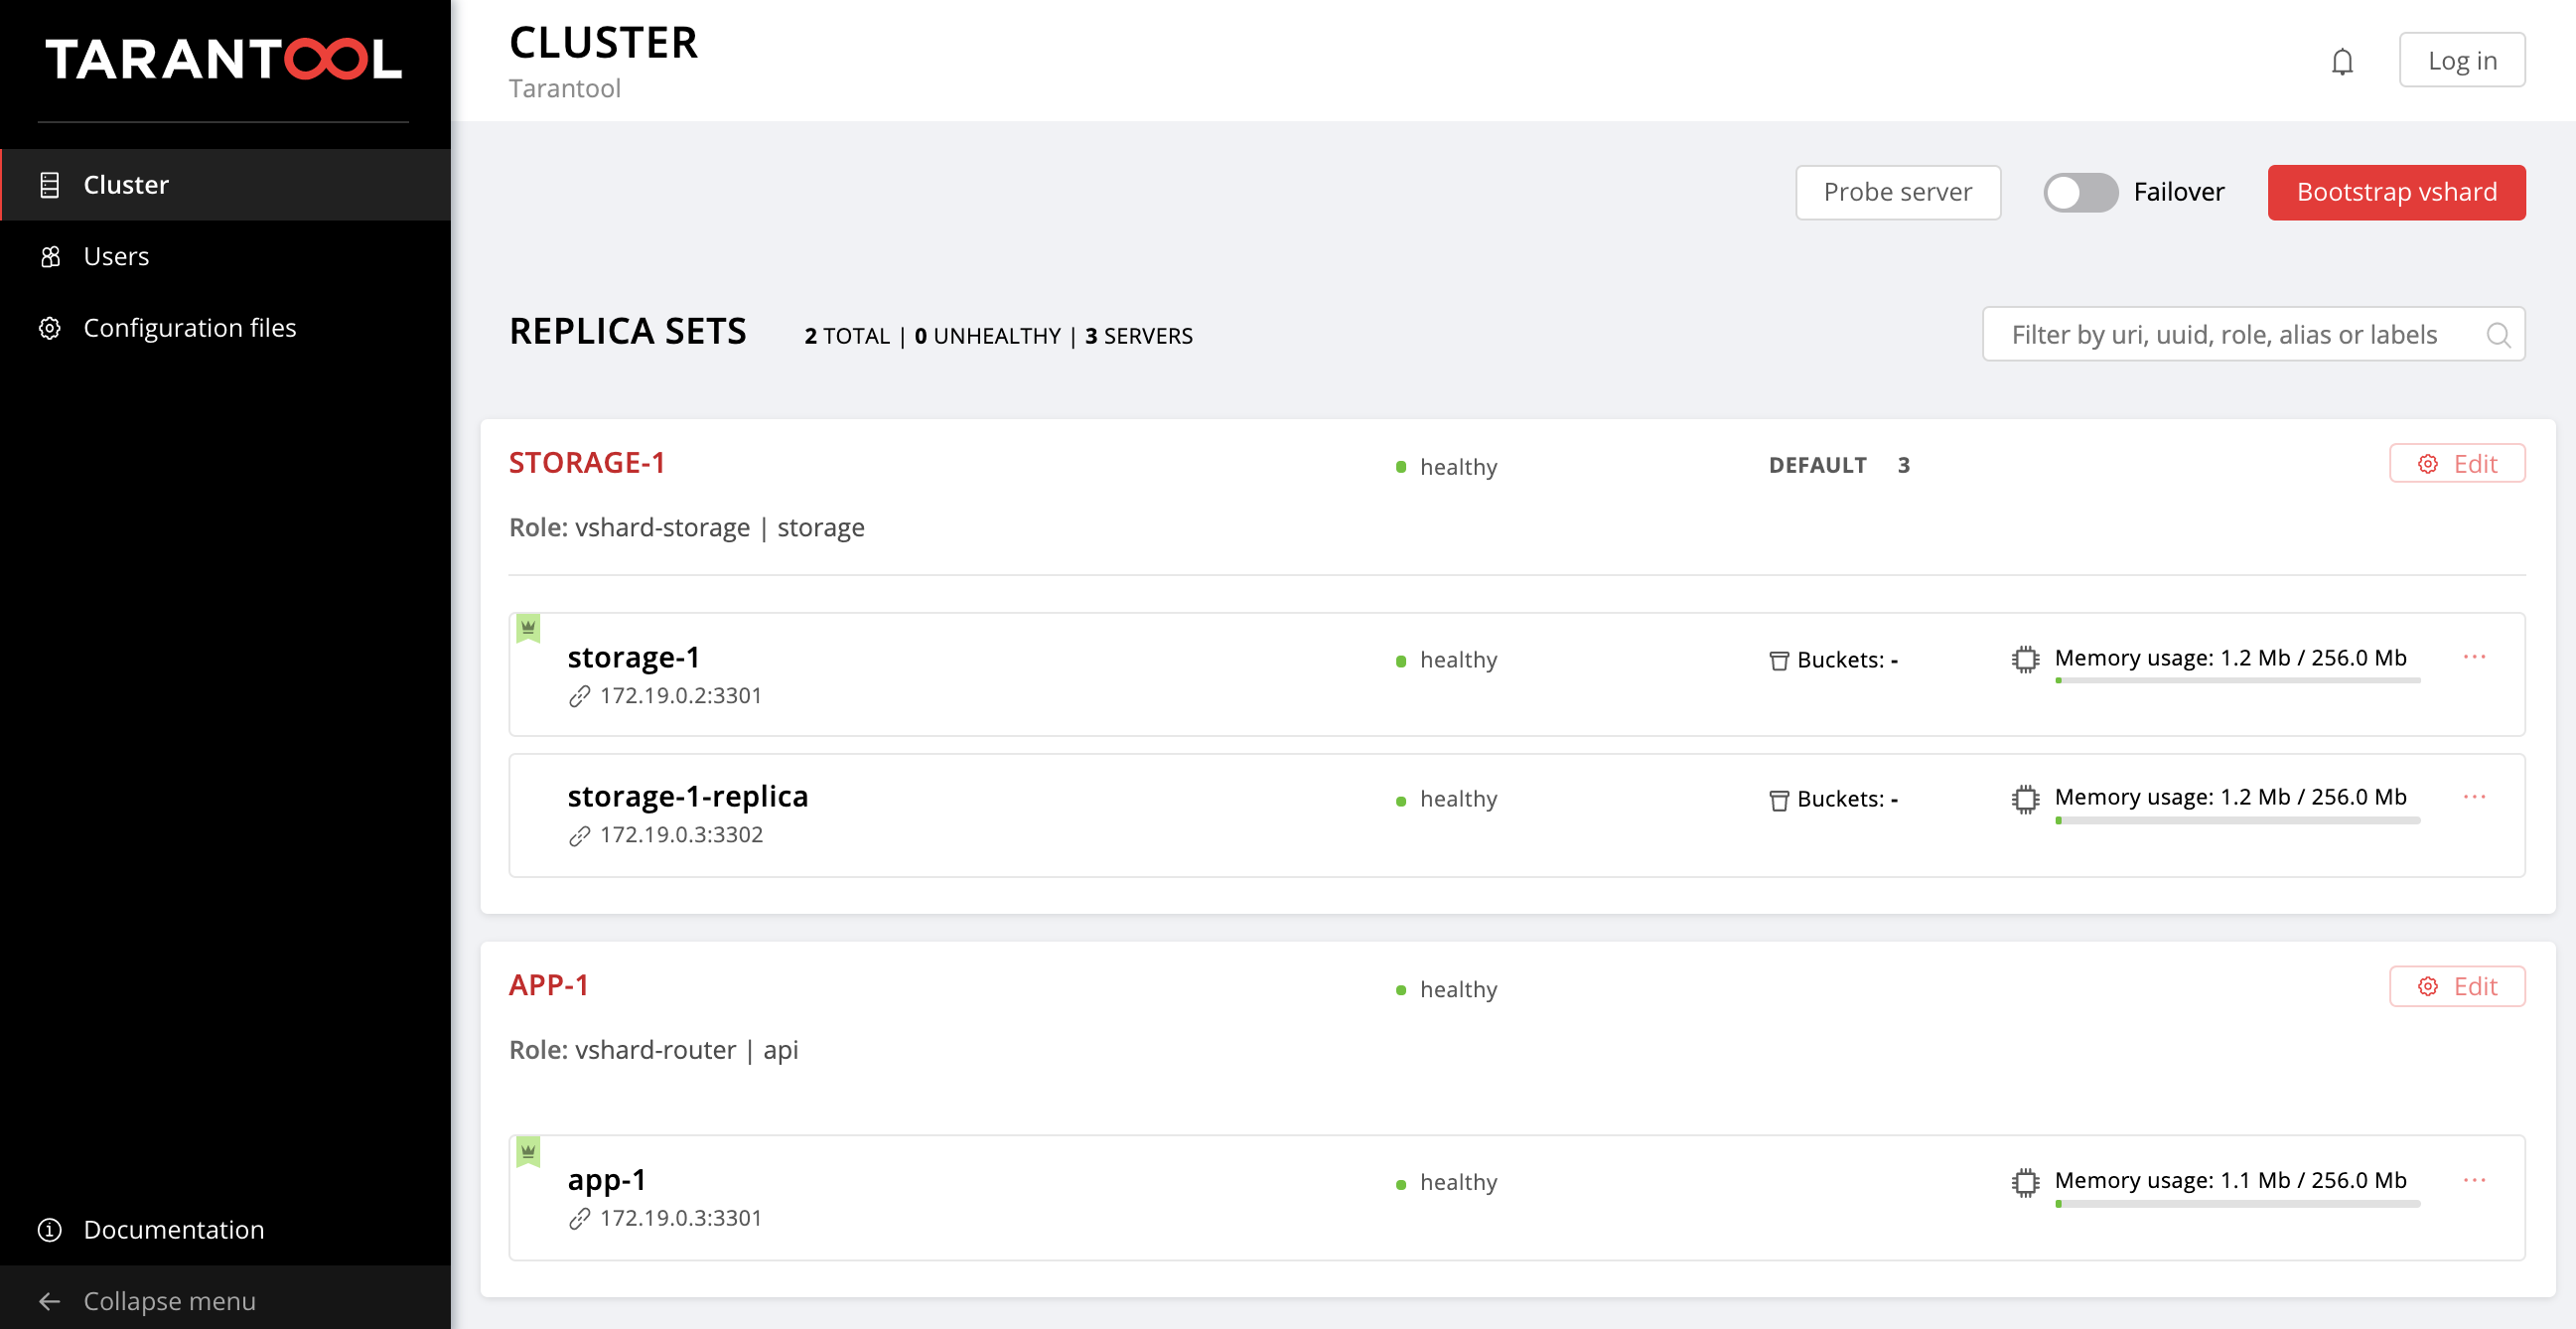 TARANTOOL
Cluster
Users
Configuration files
Documentation
Collapse menu
CLUSTER
Tarantool
Log in
Probe server
Failover
Bootstrap vshard
REPLICA SETS 2 TOTAL | 0 UNHEALTHY | 3 SERVERS
Filter by uri, uuid, role, alias or labels
STORAGE-1 healthy DEFAULT 3 Edit
Role: vshard-storage | storage
storage-1 healthy Buckets: - Memory usage: 1.2 Mb / 256.0 Mb ...
172.19.0.2:3301
storage-1-replica healthy Buckets: - Memory usage: 1.2 Mb / 256.0 Mb ...
172.19.0.3:3302
APP-1 healthy Edit
Role: vshard-router | api
app-1 healthy Memory usage: 1.1 Mb / 256.0 Mb ...
172.19.0.3:3301